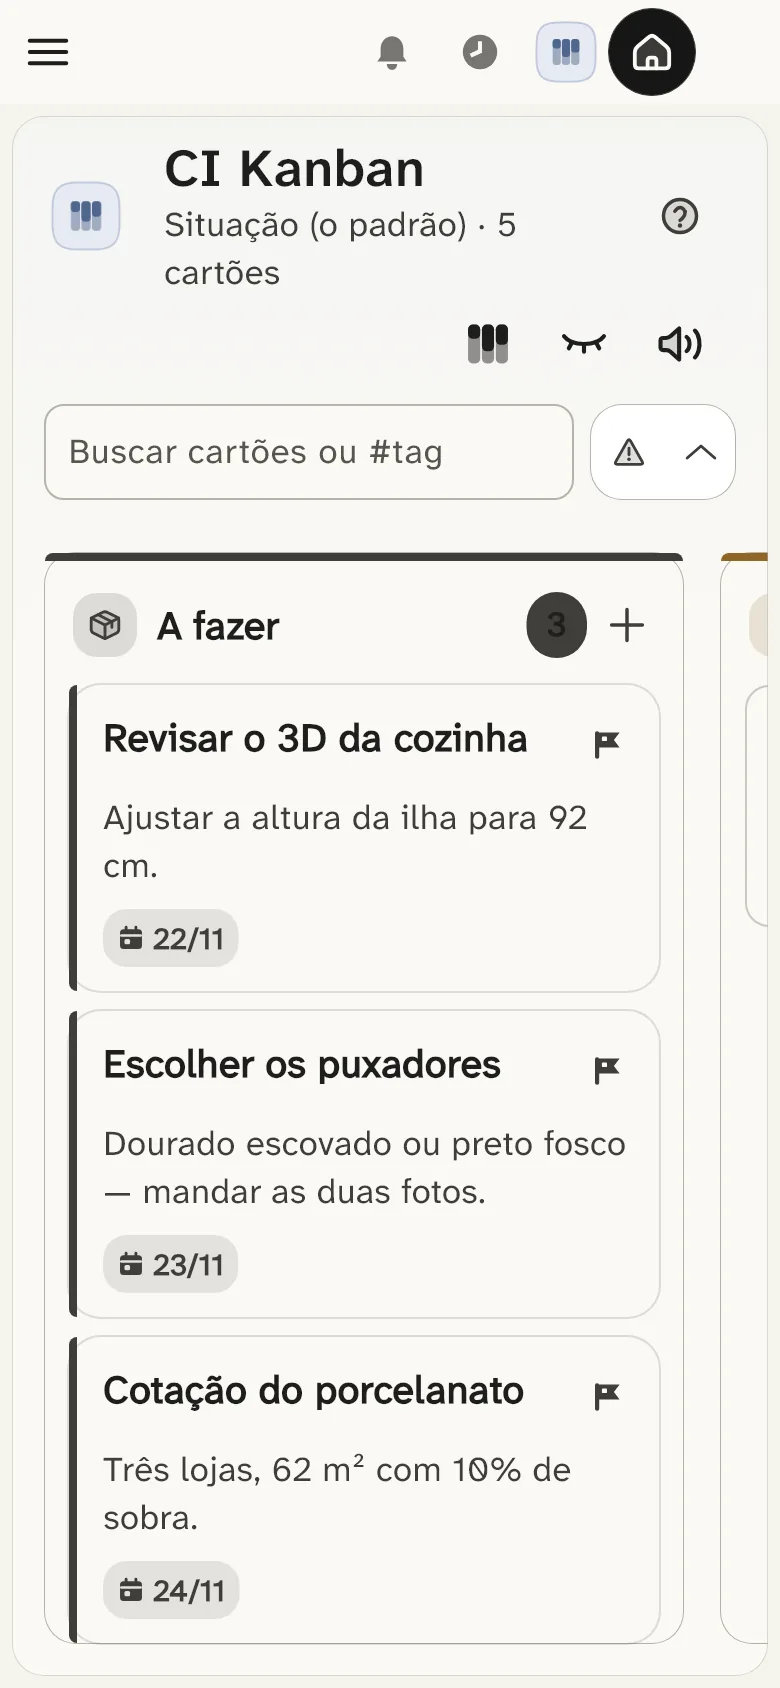 CI Kanban
Situação (o padrão) · 5
cartões
Buscar cartões ou #tag
A fazer
3
Revisar o 3D da cozinha
Ajustar a altura da ilha para 92
cm.
22/11
Escolher os puxadores
Dourado escovado ou preto fosco
— mandar as duas fotos.
23/11
Cotação do porcelanato
Três lojas, 62 m² com 10% de
sobra.
24/11